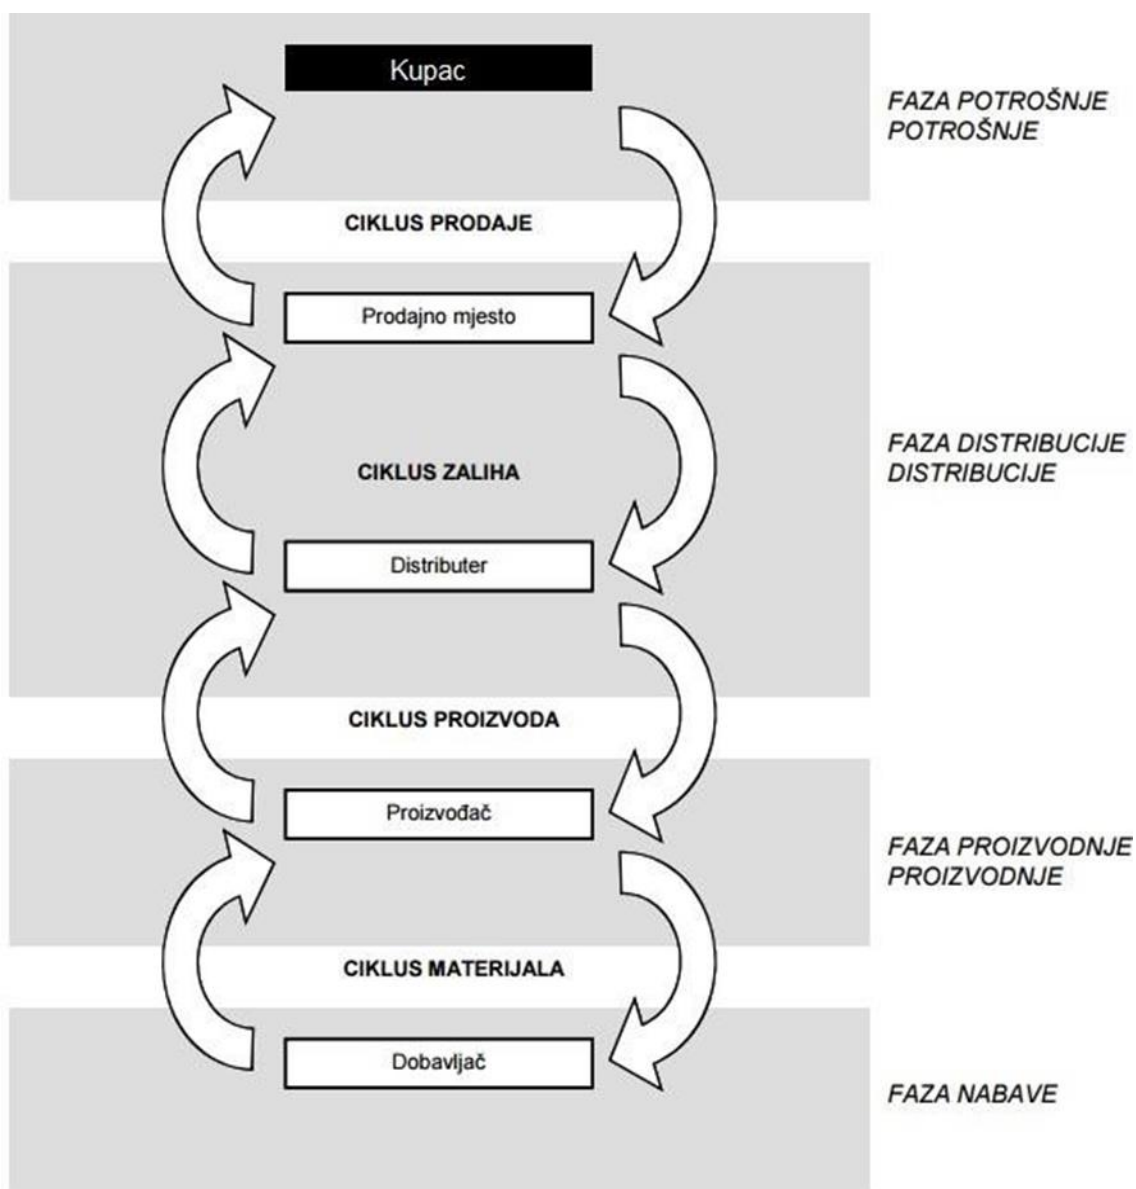 Kupac
FAZA POTROŠNJE
POTROŠNJE
CIKLUS PRODAJE
Prodajno mjesto
FAZA DISTRIBUCIJE
DISTRIBUCIJE
CIKLUS ZALIHA
Distributer
CIKLUS PROIZVODA
Proizvođač
FAZA PROIZVODNJE
PROIZVODNJE
CIKLUS MATERIJALA
Dobavljač
FAZA NABAVE